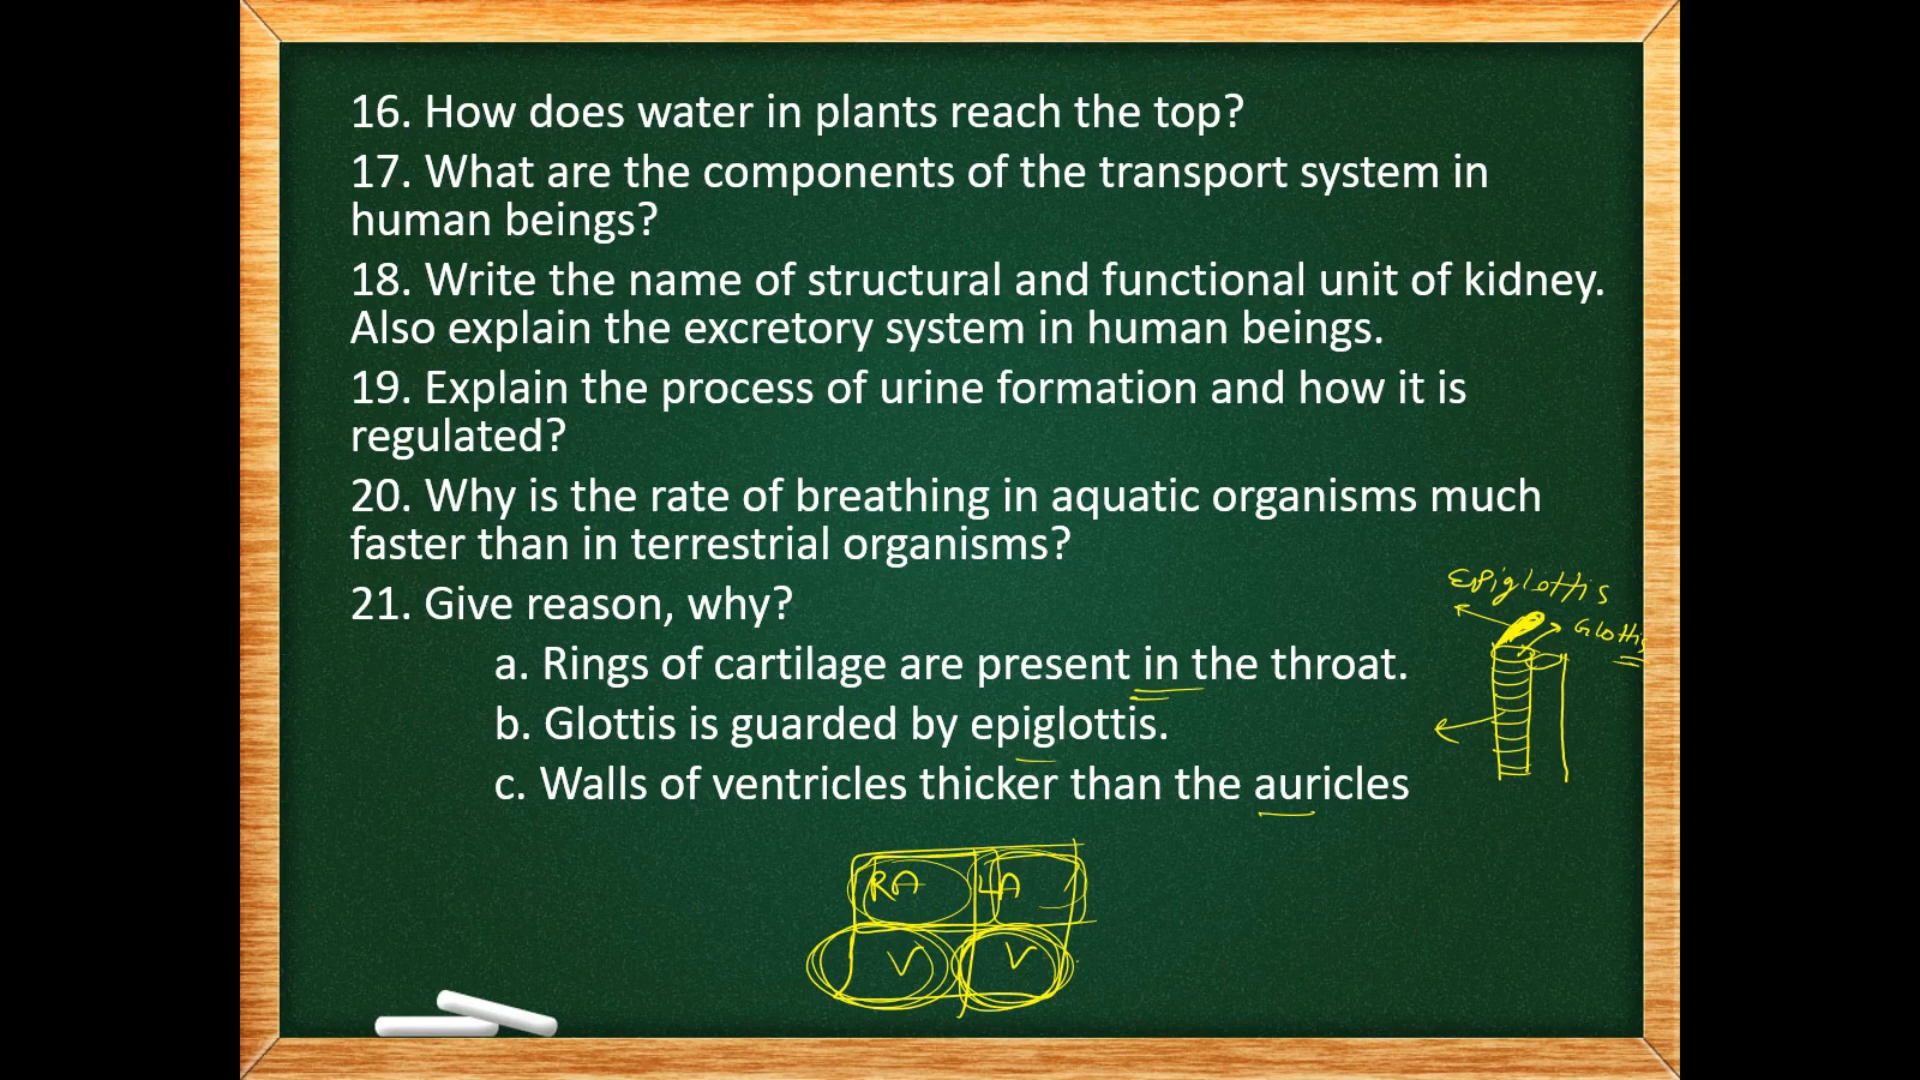 16. How does water in plants reach the top?
17. What are the components of the transport system in
human beings?
18. Write the name of structural and functional unit of kidney.
Also explain the excretory system in human beings.
19. Explain the process of urine formation and how it is
regulated?
20. Why is the rate of breathing in aquatic organisms much
faster than in terrestrial organisms?
21. Give reason, why?
a. Rings of cartilage are present in the throat.
b. Glottis is guarded by epiglottis.
c. Walls of ventricles thicker than the auricles
Epiglottis
Glottis
RA LA
V V